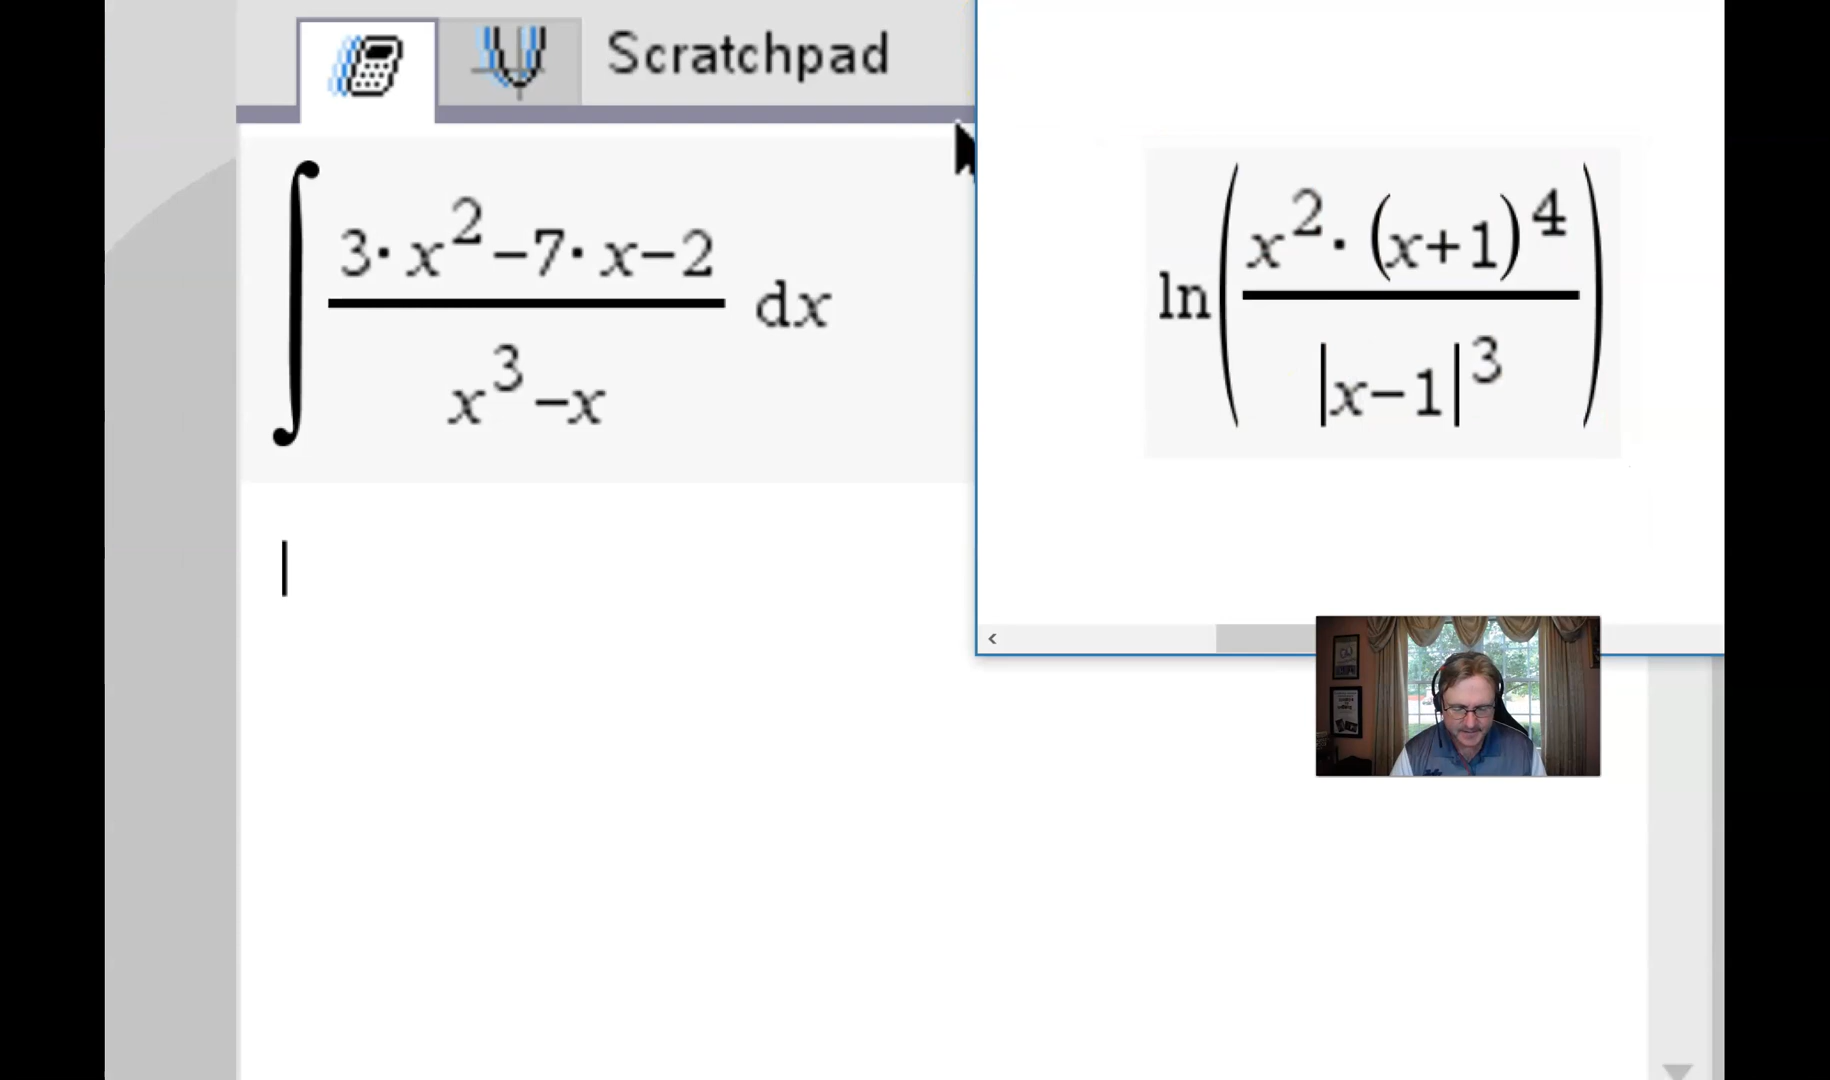 Scratchpad
∫ 3·x²−7·x−2 / x³−x dx
ln( x²·(x+1)⁴ / |x−1|³ )